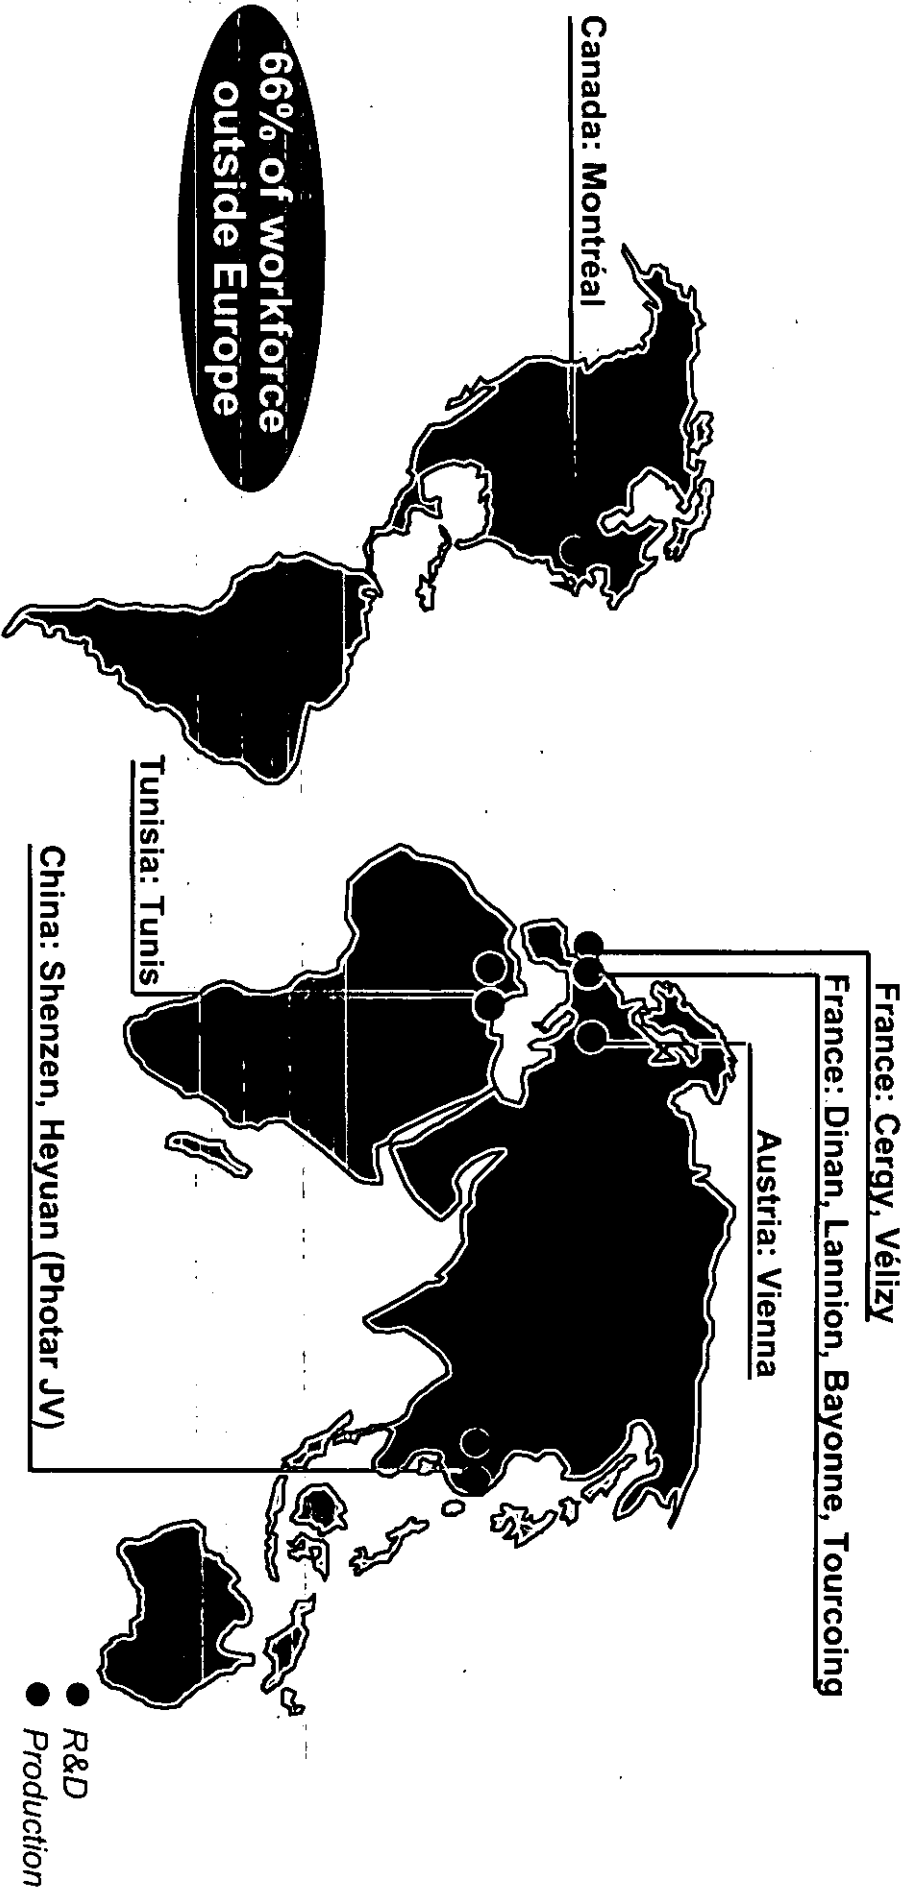 France: Cergy, Vélizy
France: Dinan, Lannion, Bayonne, Tourcoing
Austria: Vienna
Canada: Montréal
66% of workforce
outside Europe
Tunisia: Tunis
China: Shenzen, Heyuan (Photar JV)
R&D
Production